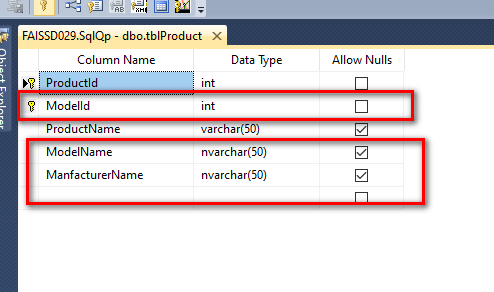 FAISSD029.SqlQp - dbo.tblProduct
Column Name Data Type Allow Nulls
ProductId int
ModelId int
ProductName varchar(50)
ModelName nvarchar(50)
ManfacturerName nvarchar(50)
Object Explorer